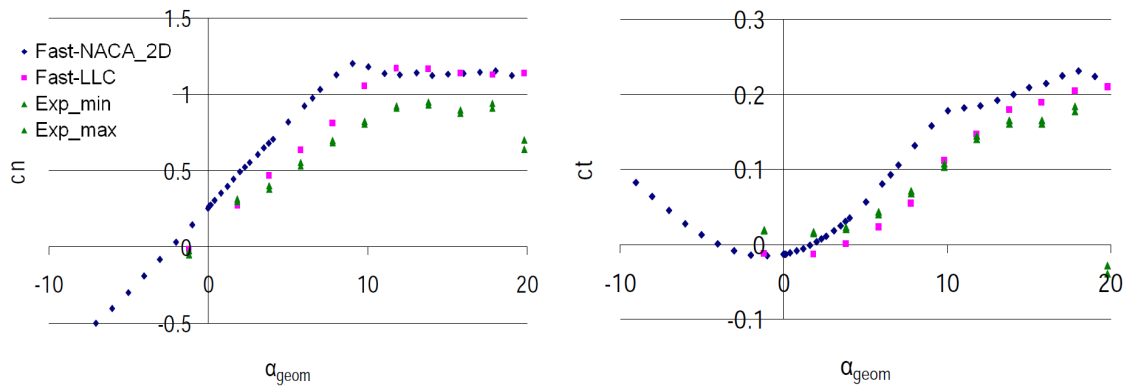 1.5
Fast-NACA_2D
Fast-LLC
Exp_min
Exp_max
1
0.5
0
-0.5
-10
0
10
20
cn
αgeom
0.3
0.2
0.1
0
-0.1
-10
0
10
20
ct
αgeom